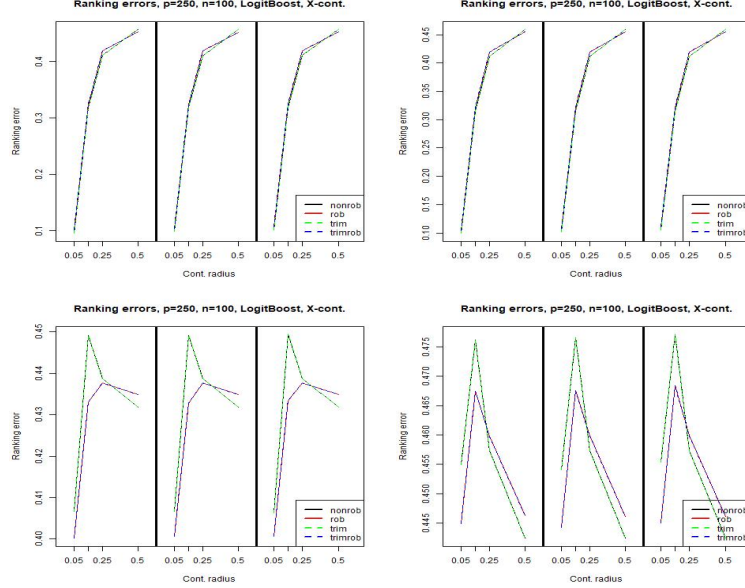 Ranking errors, p=250, n=100, LogitBoost, X-cont.
Ranking error
0.4
0.3
0.2
0.1
0.05 0.25 0.5 0.05 0.25 0.5 0.05 0.25 0.5
Cont. radius
nonrob
rob
trim
trimrob
Ranking errors, p=250, n=100, LogitBoost, X-cont.
Ranking error
0.45
0.40
0.35
0.30
0.25
0.20
0.15
0.10
0.05 0.25 0.5 0.05 0.25 0.5 0.05 0.25 0.5
Cont. radius
nonrob
rob
trim
trimrob
Ranking errors, p=250, n=100, LogitBoost, X-cont.
Ranking error
0.45
0.44
0.43
0.42
0.41
0.40
0.05 0.25 0.5 0.05 0.25 0.5 0.05 0.25 0.5
Cont. radius
nonrob
rob
trim
trimrob
Ranking errors, p=250, n=100, LogitBoost, X-cont.
Ranking error
0.475
0.470
0.465
0.460
0.455
0.450
0.445
0.05 0.25 0.5 0.05 0.25 0.5 0.05 0.25 0.5
Cont. radius
nonrob
rob
trim
trimrob